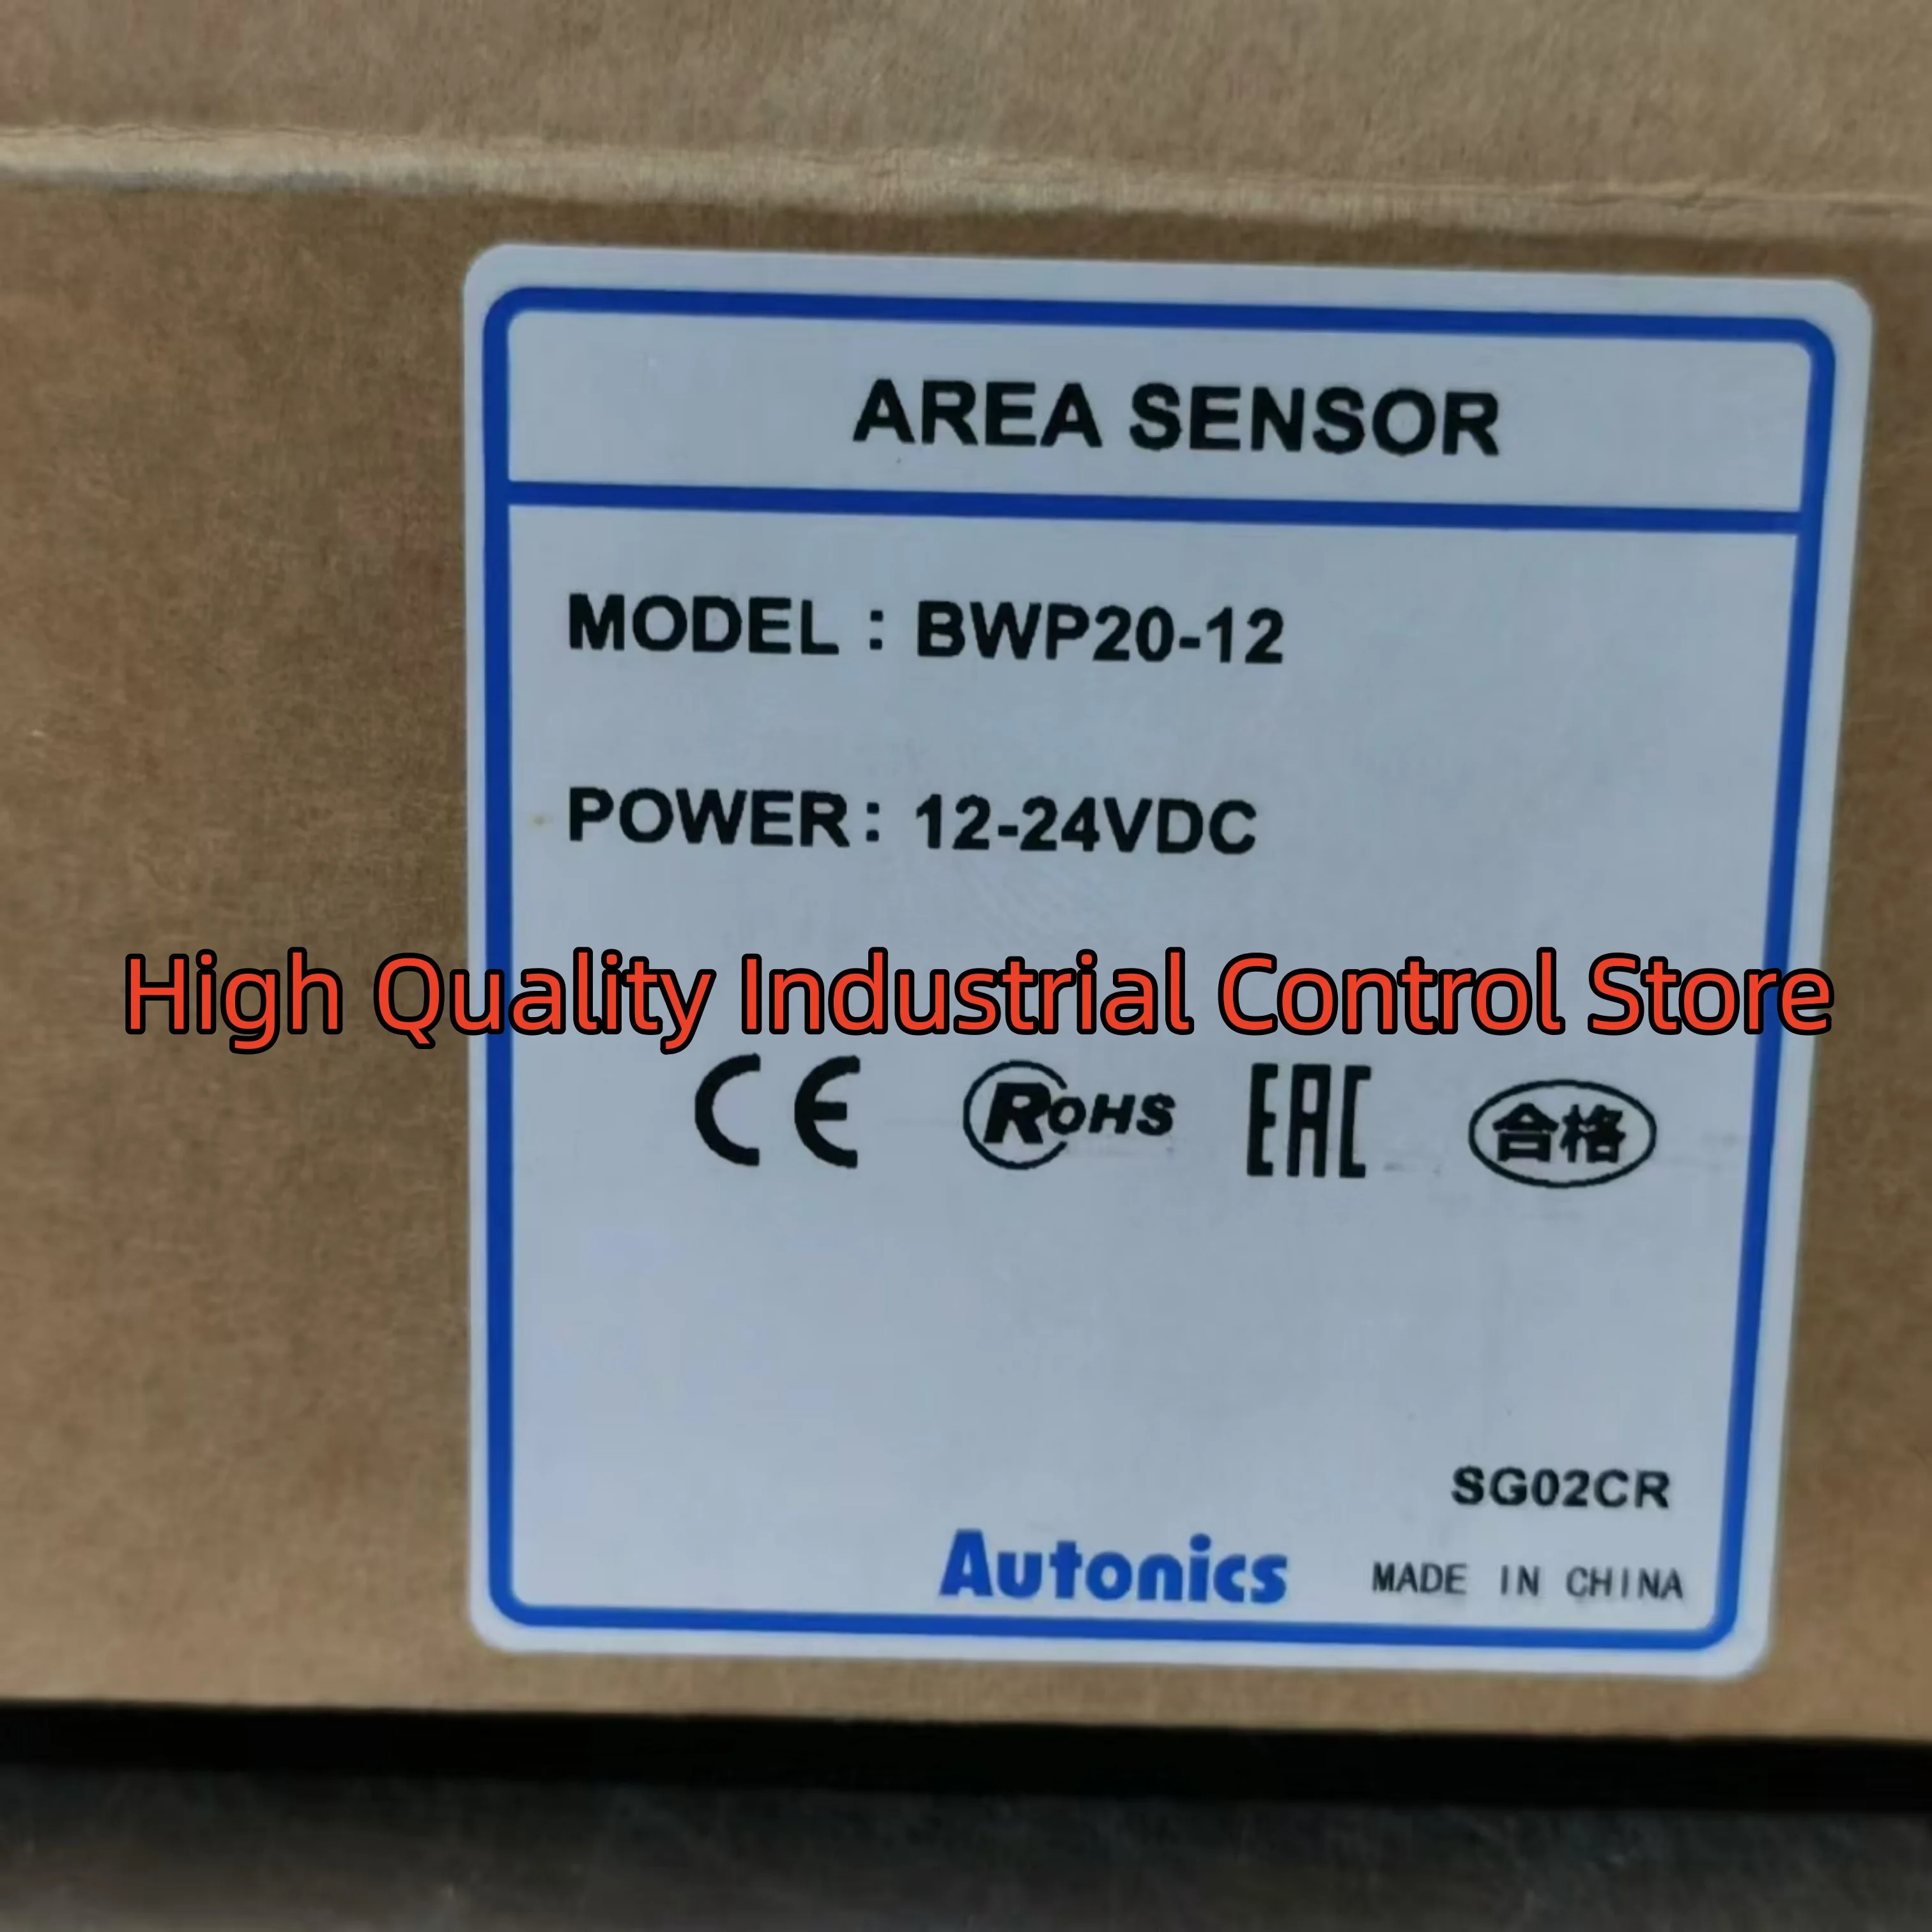 AREA SENSOR
MODEL : BWP20-12
POWER : 12-24VDC
High Quality Industrial Control Store
CE RoHS EAC 合格
SG02CR
Autonics MADE IN CHINA